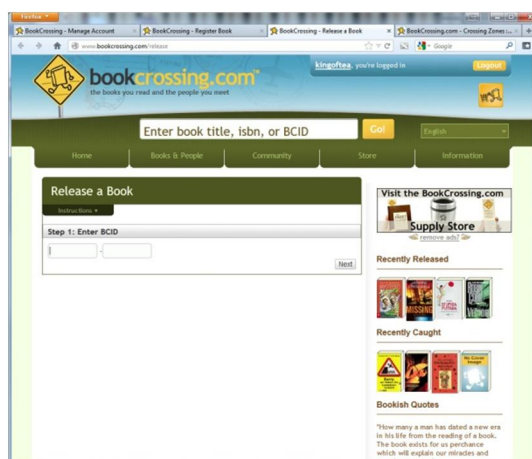 Firefox
BookCrossing - Manage Account
BookCrossing - Register Book
BookCrossing - Release a Book
BookCrossing.com - Crossing Zones :...
www.bookcrossing.com/release
Google
bookcrossing.com
the books you read and the people you meet
kingoftea, you're logged in
Logout
Enter book title, isbn, or BCID
Go!
English
Home
Books & People
Community
Store
Information
Release a Book
Instructions
Step 1: Enter BCID
-
Next
Visit the BookCrossing.com
Supply Store
remove ads?
Recently Released
MISSING
Recently Caught
No Cover
Image
Bookish Quotes
"How many a man has dated a new era
in his life from the reading of a book.
The book exists for us perchance
which will explain our miracles and